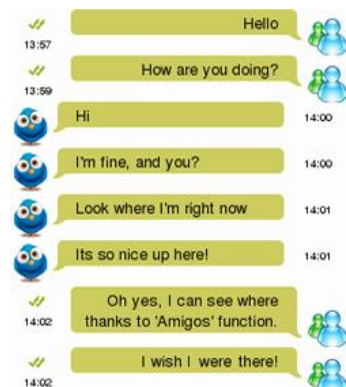 Hello
13:57
How are you doing?
13:59
Hi
14:00
I'm fine, and you?
14:00
Look where I'm right now
14:01
Its so nice up here!
14:01
Oh yes, I can see where
thanks to 'Amigos' function.
14:02
I wish I were there!
14:02